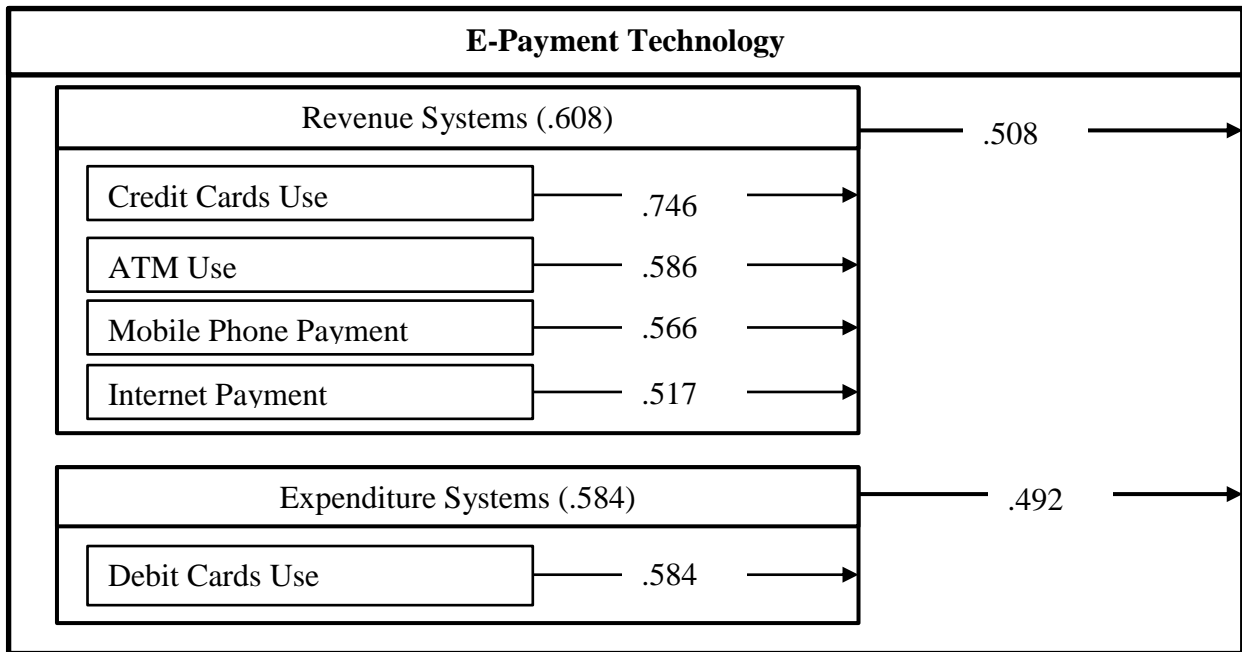 E-Payment Technology
Revenue Systems (.608)
.508
Credit Cards Use
.746
ATM Use
.586
Mobile Phone Payment
.566
Internet Payment
.517
Expenditure Systems (.584)
.492
Debit Cards Use
.584